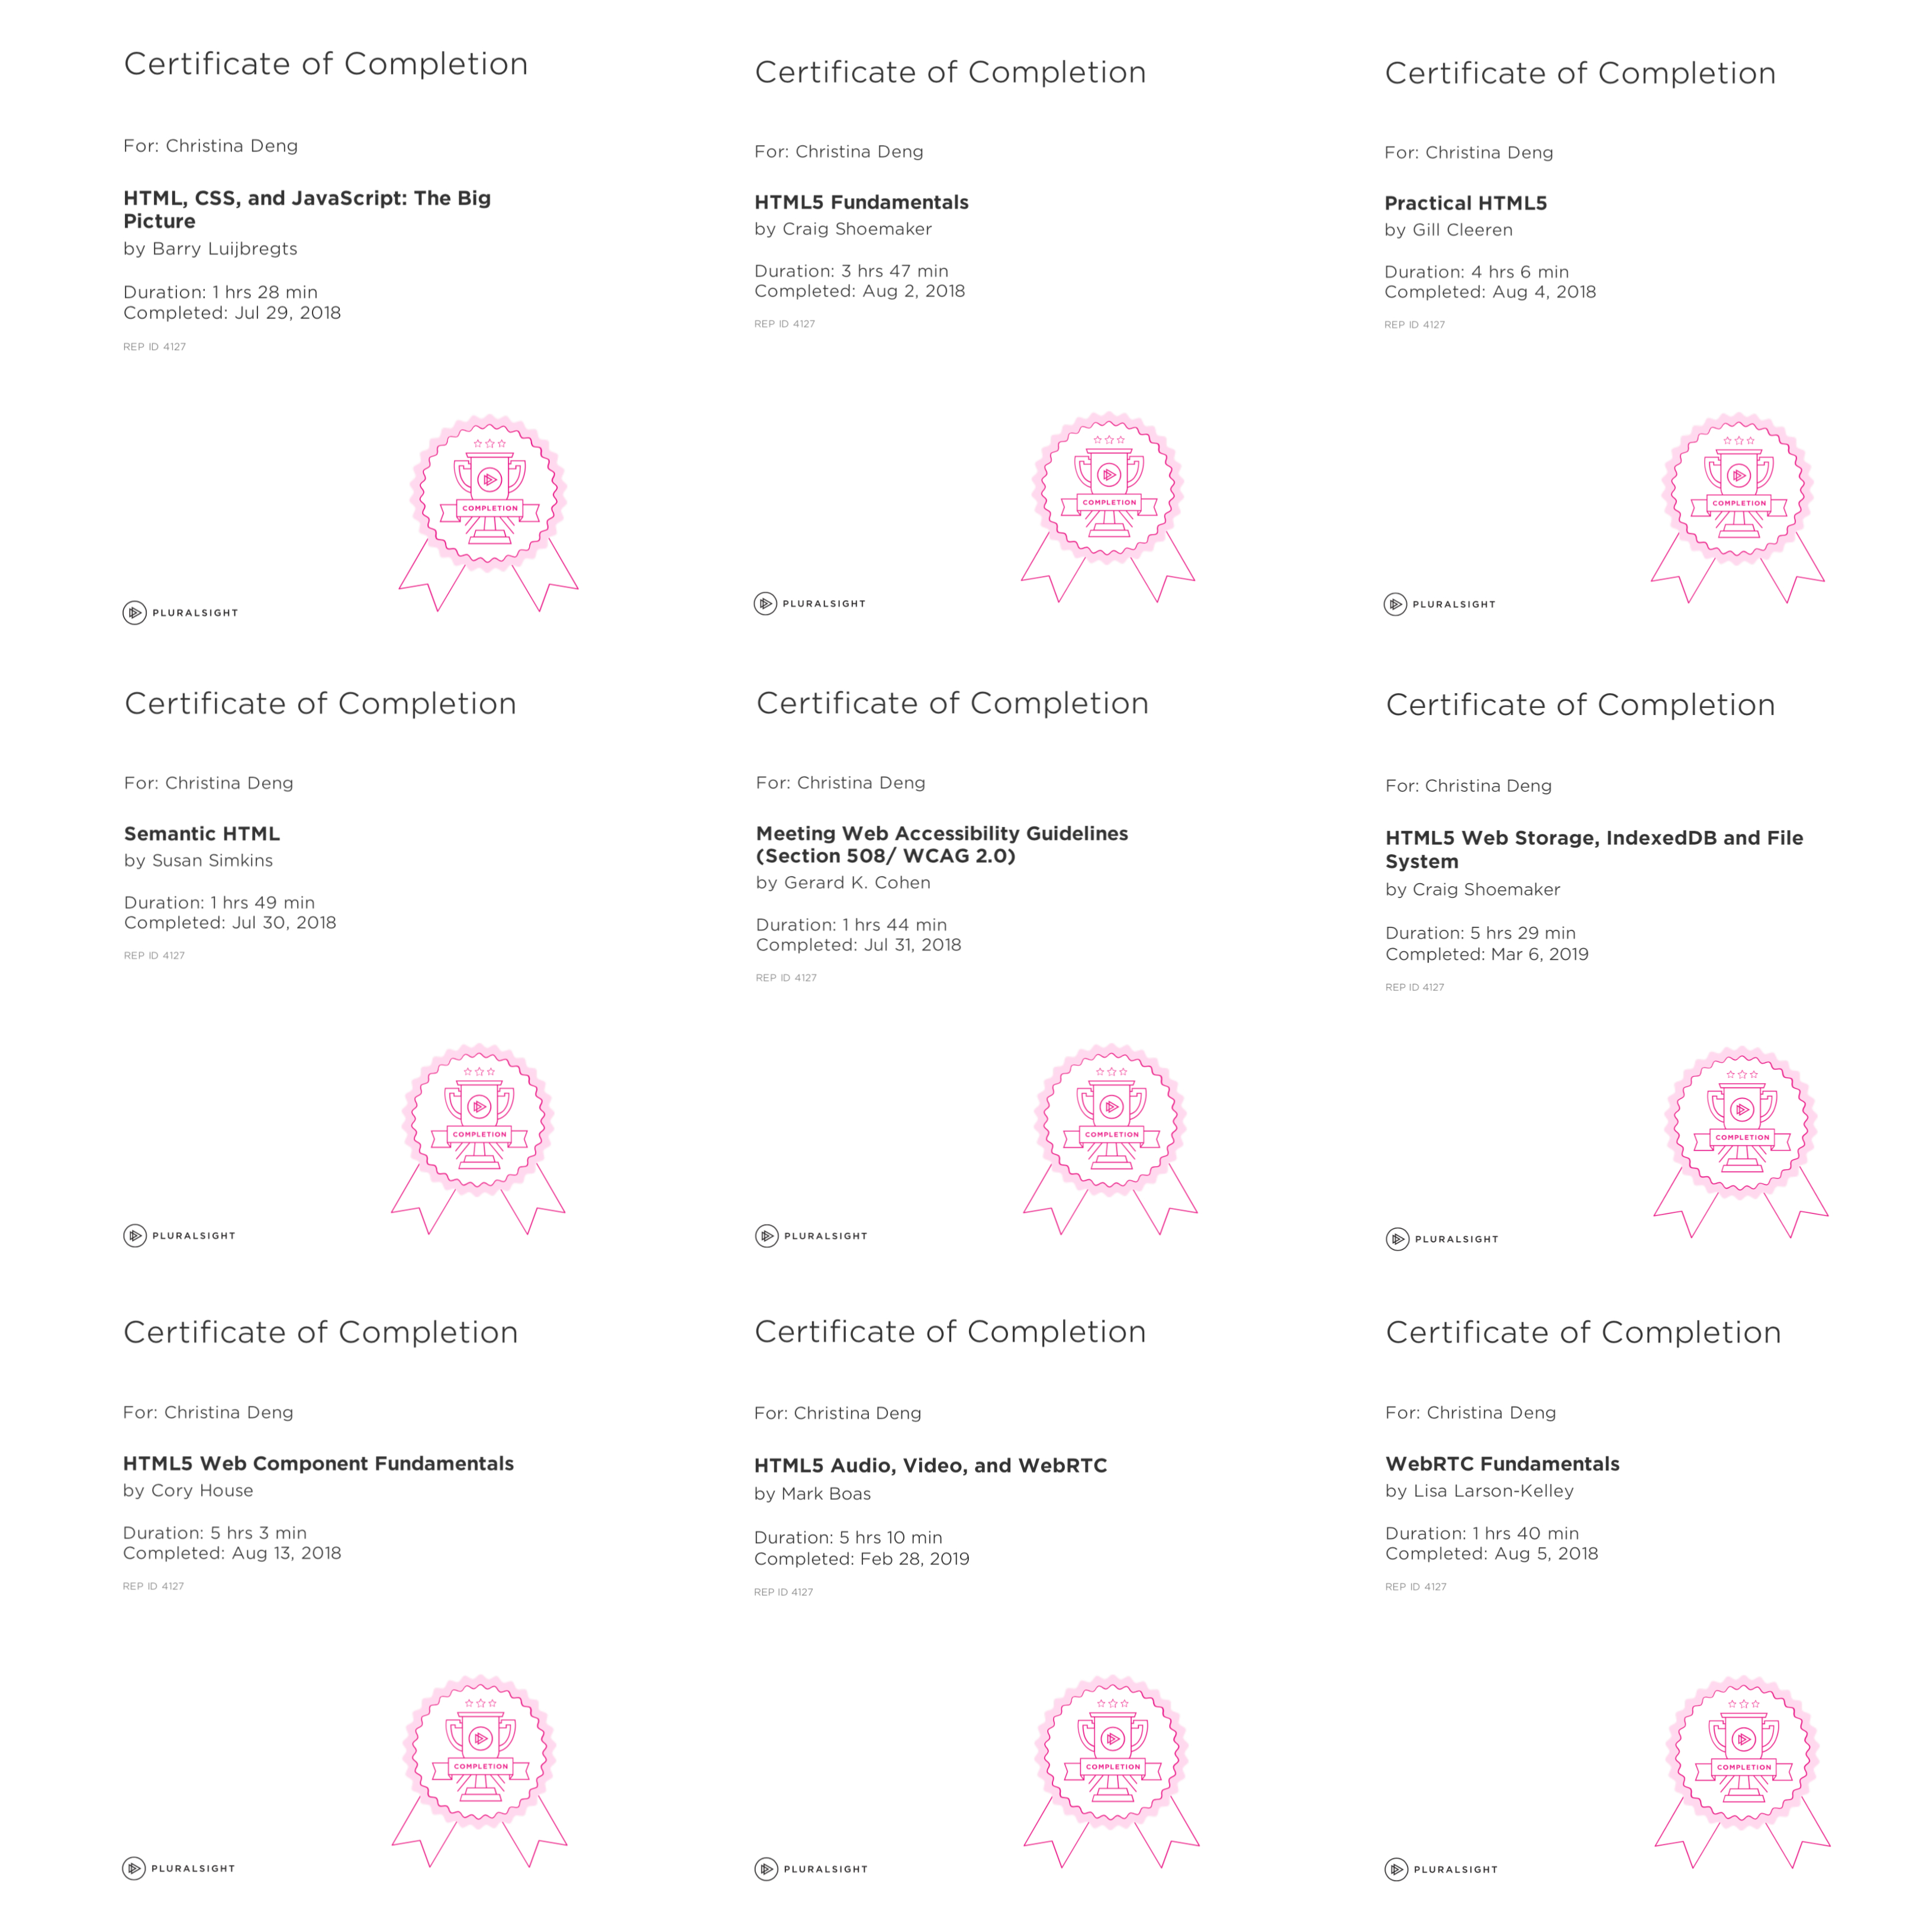 Certificate of Completion
For: Christina Deng
HTML, CSS, and JavaScript: The Big
Picture
by Barry Luijbregts
Duration: 1 hrs 28 min
Completed: Jul 29, 2018
REP ID 4127
COMPLETION
PLURALSIGHT
Certificate of Completion
For: Christina Deng
HTML5 Fundamentals
by Craig Shoemaker
Duration: 3 hrs 47 min
Completed: Aug 2, 2018
REP ID 4127
COMPLETION
PLURALSIGHT
Certificate of Completion
For: Christina Deng
Practical HTML5
by Gill Cleeren
Duration: 4 hrs 6 min
Completed: Aug 4, 2018
REP ID 4127
COMPLETION
PLURALSIGHT
Certificate of Completion
For: Christina Deng
Semantic HTML
by Susan Simkins
Duration: 1 hrs 49 min
Completed: Jul 30, 2018
REP ID 4127
COMPLETION
PLURALSIGHT
Certificate of Completion
For: Christina Deng
Meeting Web Accessibility Guidelines
(Section 508/ WCAG 2.0)
by Gerard K. Cohen
Duration: 1 hrs 44 min
Completed: Jul 31, 2018
REP ID 4127
COMPLETION
PLURALSIGHT
Certificate of Completion
For: Christina Deng
HTML5 Web Storage, IndexedDB and File
System
by Craig Shoemaker
Duration: 5 hrs 29 min
Completed: Mar 6, 2019
REP ID 4127
COMPLETION
PLURALSIGHT
Certificate of Completion
For: Christina Deng
HTML5 Web Component Fundamentals
by Cory House
Duration: 5 hrs 3 min
Completed: Aug 13, 2018
REP ID 4127
COMPLETION
PLURALSIGHT
Certificate of Completion
For: Christina Deng
HTML5 Audio, Video, and WebRTC
by Mark Boas
Duration: 5 hrs 10 min
Completed: Feb 28, 2019
REP ID 4127
COMPLETION
PLURALSIGHT
Certificate of Completion
For: Christina Deng
WebRTC Fundamentals
by Lisa Larson-Kelley
Duration: 1 hrs 40 min
Completed: Aug 5, 2018
REP ID 4127
COMPLETION
PLURALSIGHT